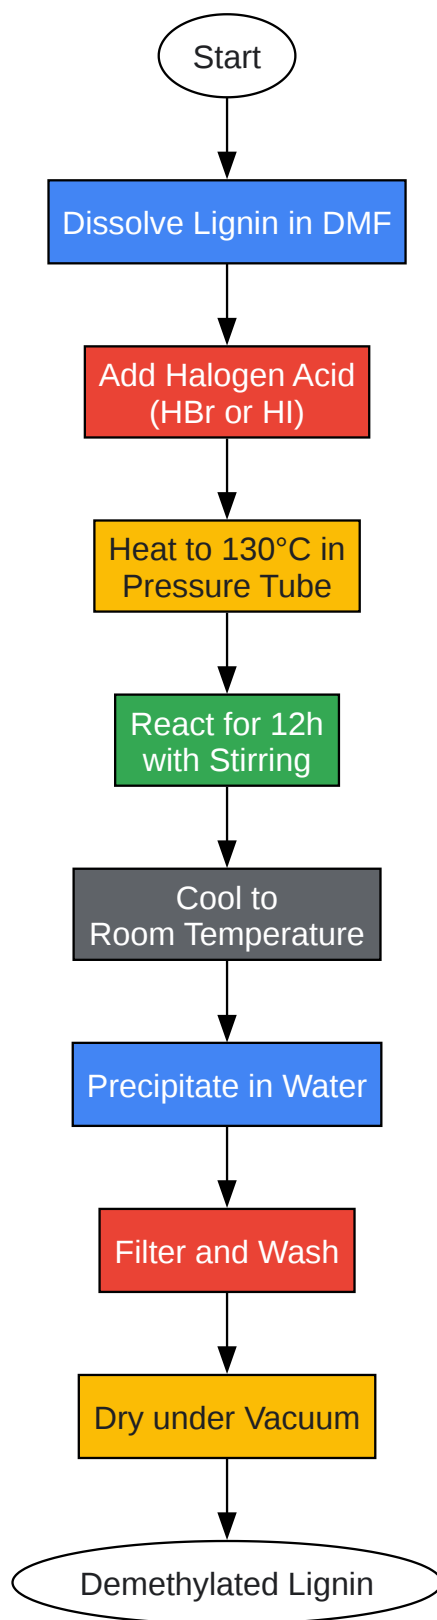 Start
Dissolve Lignin in DMF
Add Halogen Acid
(HBr or HI)
Heat to 130°C in
Pressure Tube
React for 12h
with Stirring
Cool to
Room Temperature
Precipitate in Water
Filter and Wash
Dry under Vacuum
Demethylated Lignin